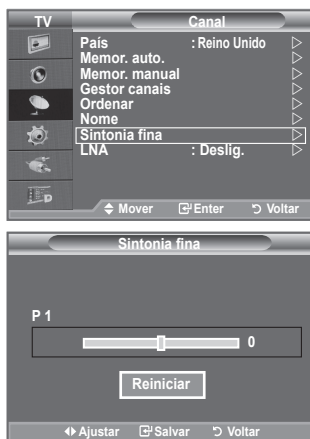 TV Canal
País : Reino Unido
Memor. auto.
Memor. manual
Gestor canais
Ordenar
Nome
Sintonia fina
LNA : Deslig.
Mover Enter Voltar
Sintonia fina
P 1
0
Reiniciar
Ajustar Salvar Voltar